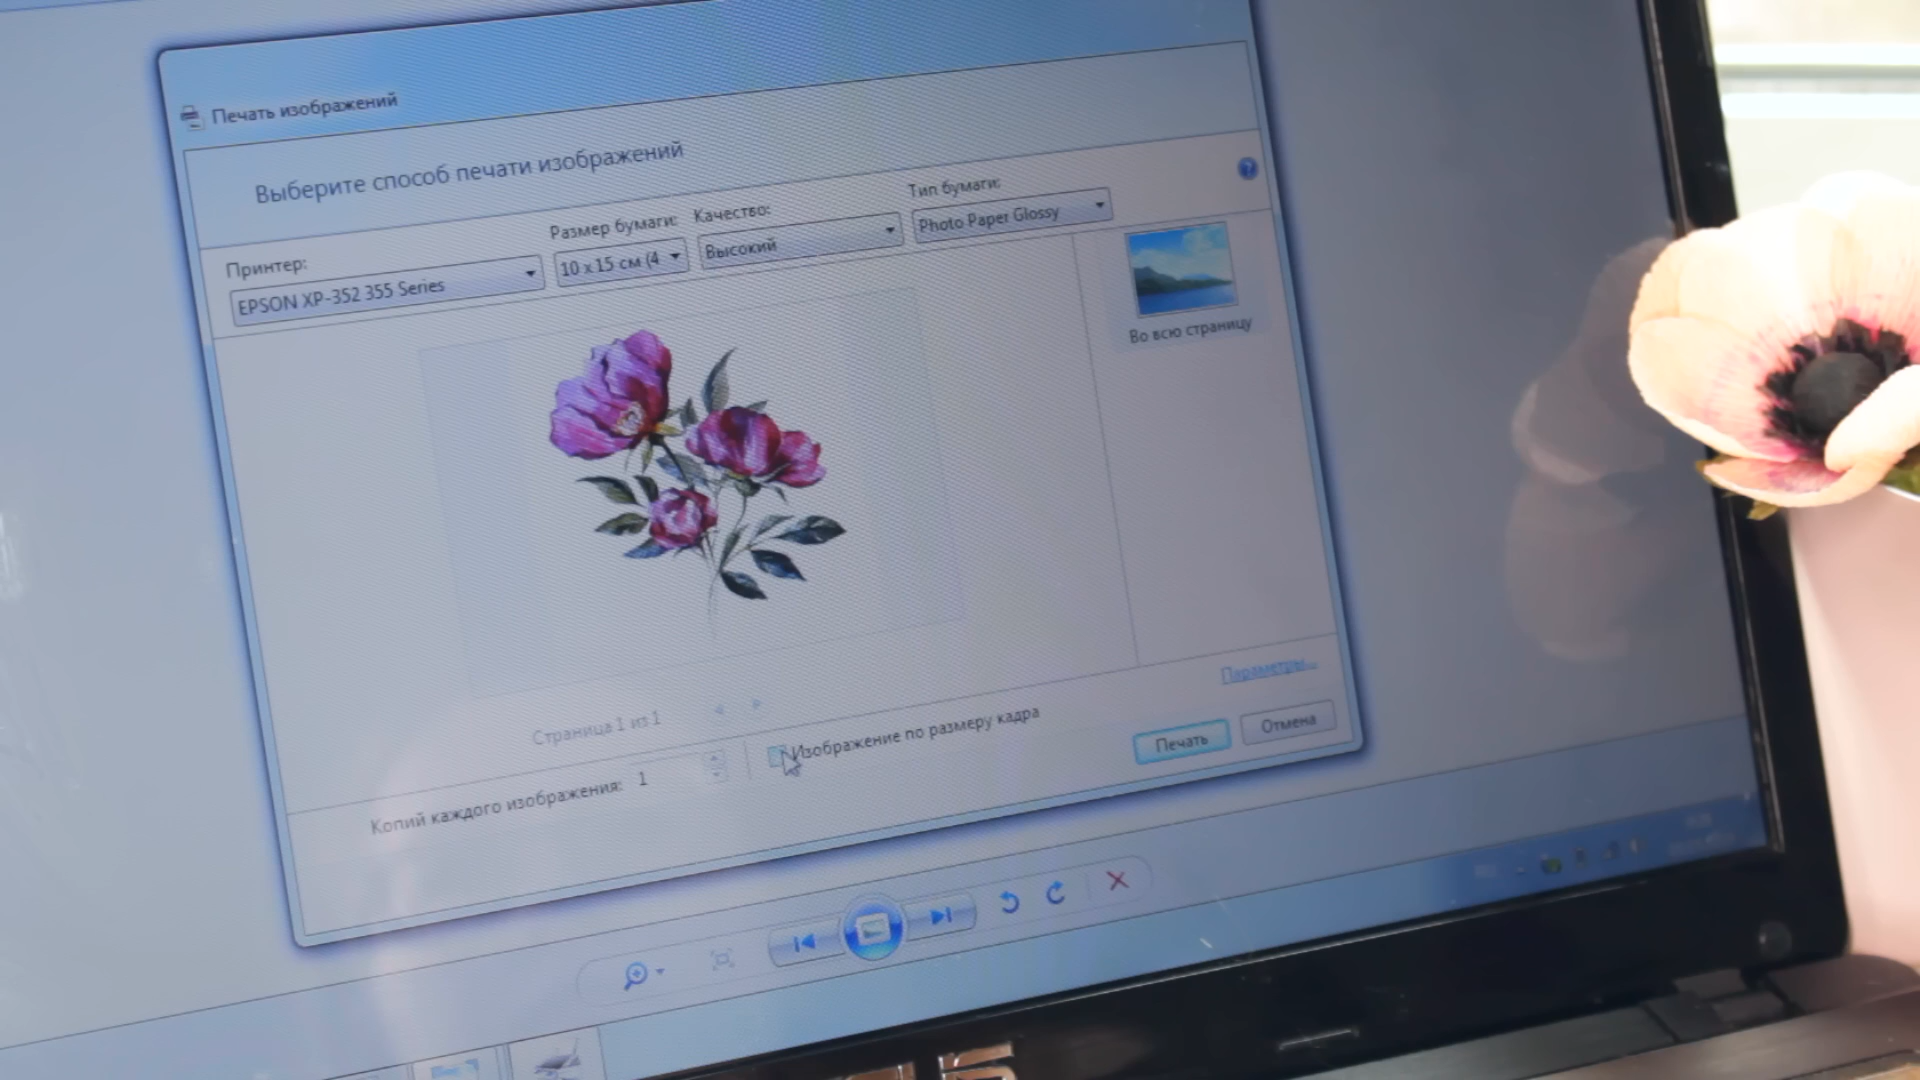 Печать изображений
Выберите способ печати изображений
Принтер:
Размер бумаги:
Качество:
Тип бумаги:
EPSON XP-352 355 Series
10 x 15 см (4
Высокий
Photo Paper Glossy
Во всю страницу
Параметры...
Страница 1 из 1
Копий каждого изображения: 1
Изображение по размеру кадра
Печать
Отмена